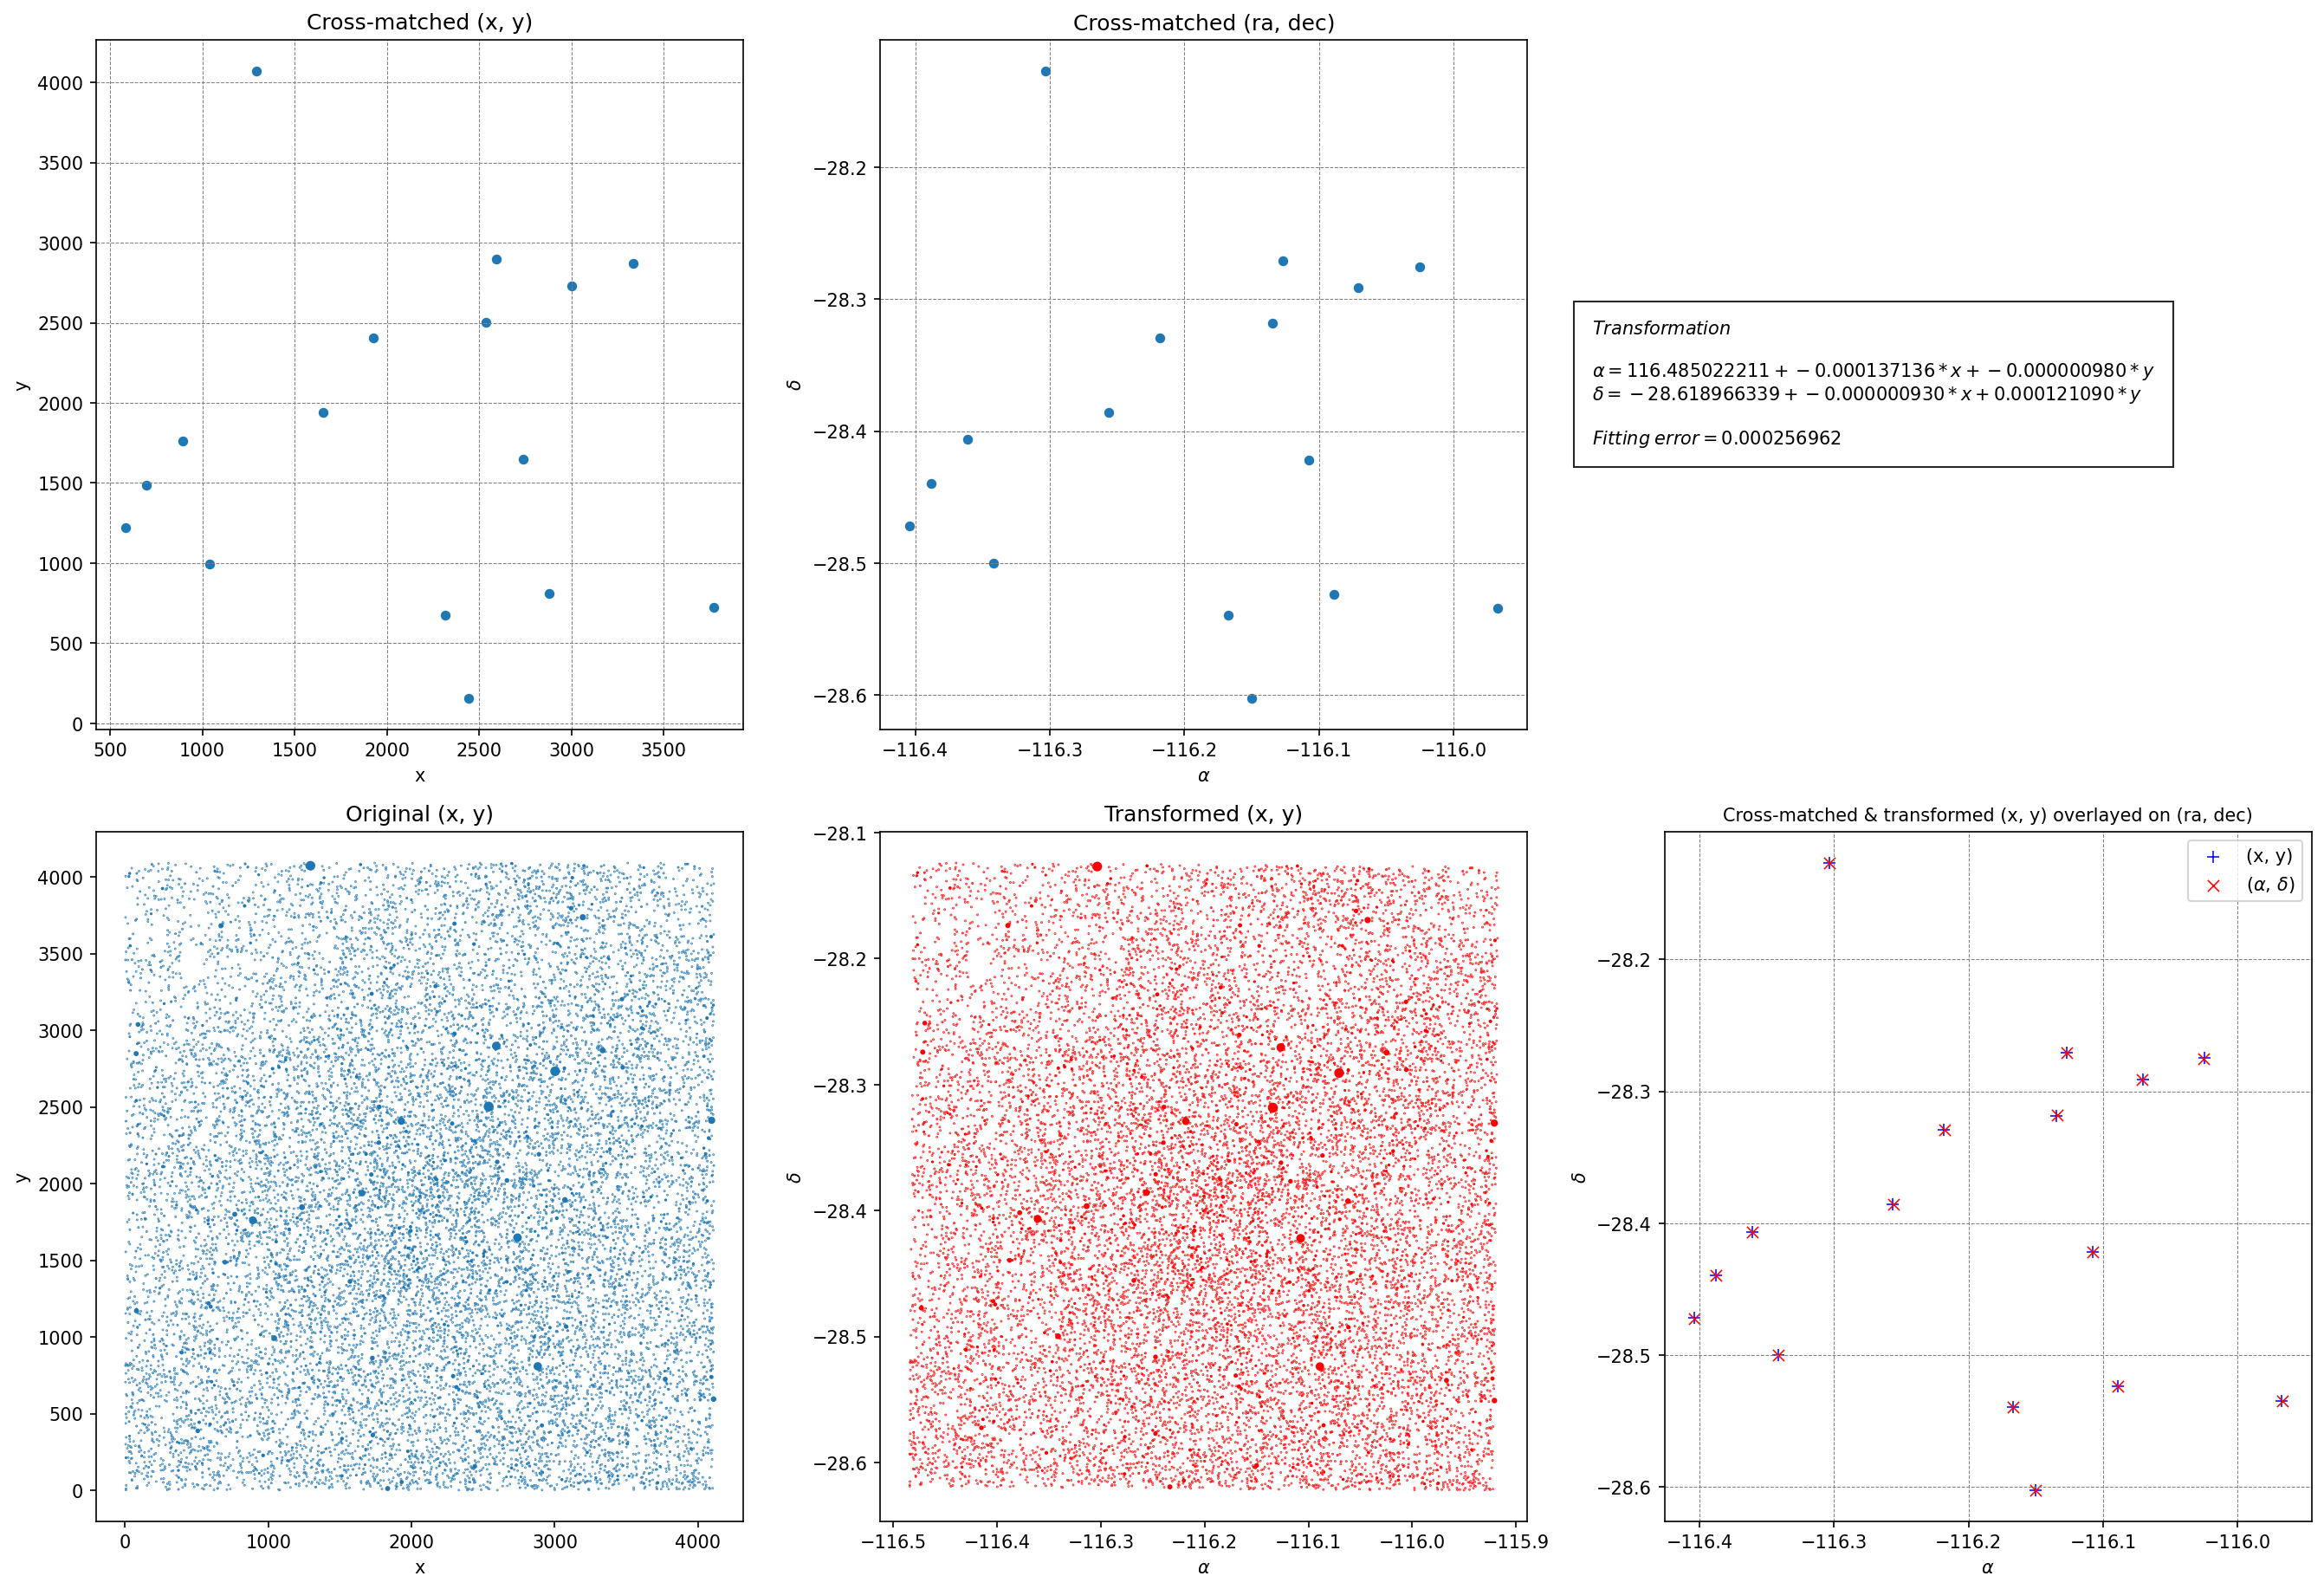 Cross-matched (x, y)
4000
3500
3000
2500
2000
1500
1000
500
0
y
500 1000 1500 2000 2500 3000 3500
x
Cross-matched (ra, dec)
−28.2
−28.3
−28.4
−28.5
−28.6
δ
−116.4 −116.3 −116.2 −116.1 −116.0
α
Transformation
α = 116.485022211 + −0.000137136 * x + −0.000000980 * y
δ = −28.618966339 + −0.000000930 * x + 0.000121090 * y
Fitting error = 0.000256962
Original (x, y)
4000
3500
3000
2500
2000
1500
1000
500
0
y
0 1000 2000 3000 4000
x
Transformed (x, y)
−28.1
−28.2
−28.3
−28.4
−28.5
−28.6
δ
−116.5 −116.4 −116.3 −116.2 −116.1 −116.0 −115.9
α
Cross-matched & transformed (x, y) overlayed on (ra, dec)
(x, y)
(α, δ)
−28.2
−28.3
−28.4
−28.5
−28.6
δ
−116.4 −116.3 −116.2 −116.1 −116.0
α